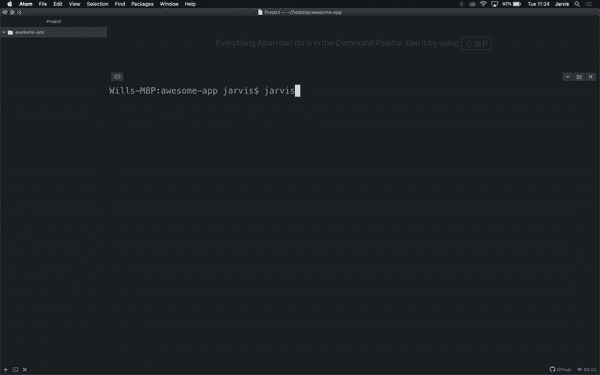 Atom File Edit View Selection Find Packages Window Help
92% Tue 11:24 Jarvis
Project — ~/Desktop/awesome-app
Project
awesome-app
Everything Atom can do is in the Command Palette. See it by using ⇧⌘P
Wills-MBP:awesome-app jarvis$ jarvis
GitHub